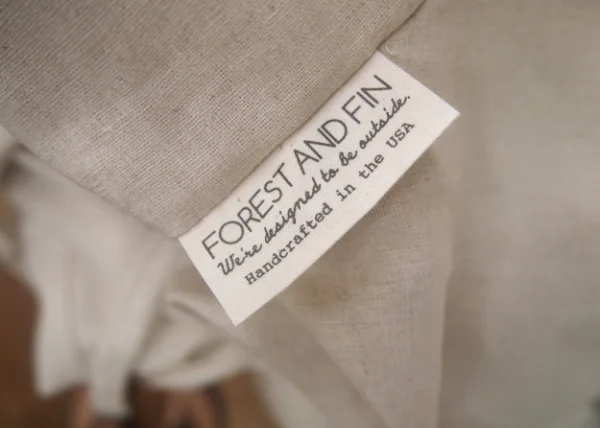 FOREST AND FIN
We're designed to be outside.
Handcrafted in the USA